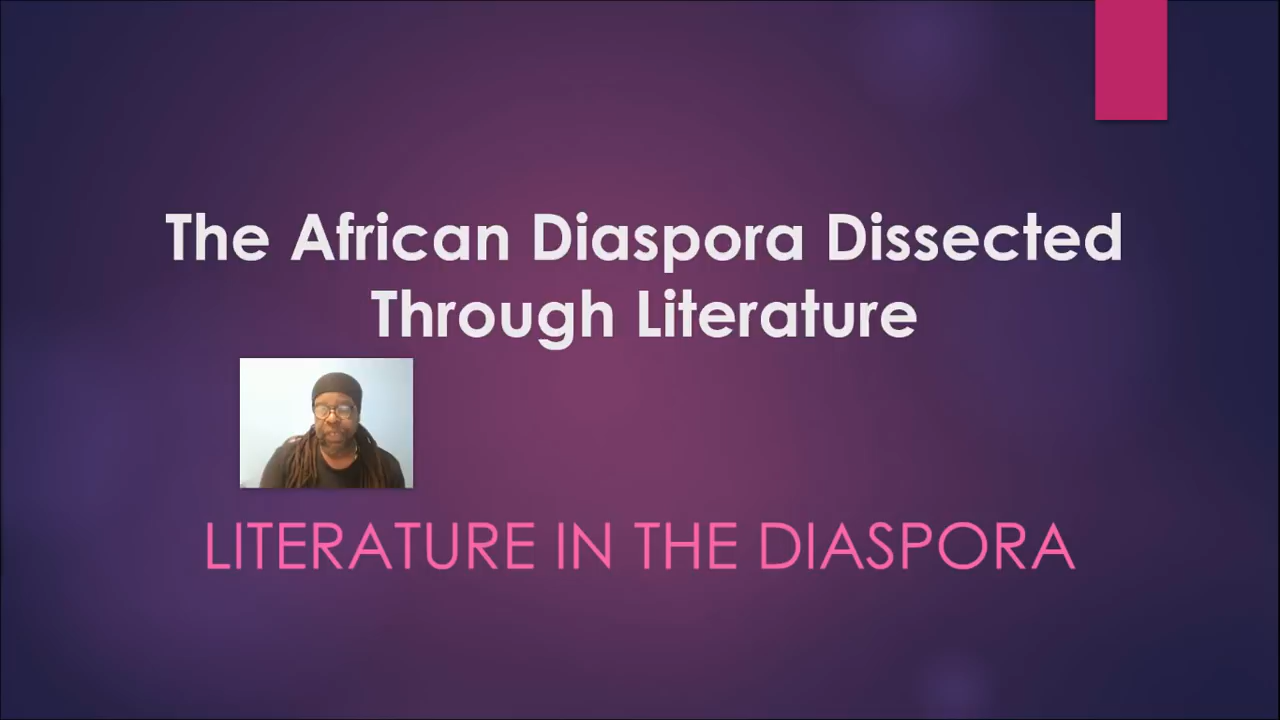 The African Diaspora Dissected
Through Literature
LITERATURE IN THE DIASPORA